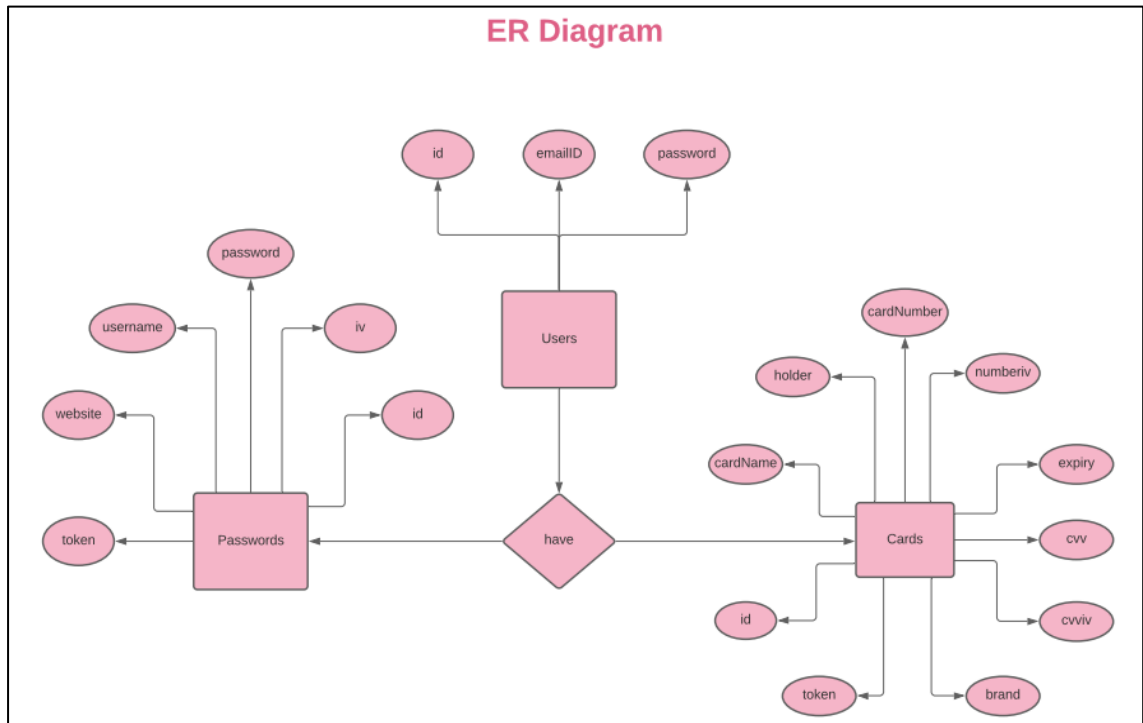 ER Diagram
id
emailID
password
password
username
iv
website
id
token
Passwords
Users
have
cardNumber
holder
numberiv
cardName
expiry
Cards
cvv
id
cvviv
token
brand